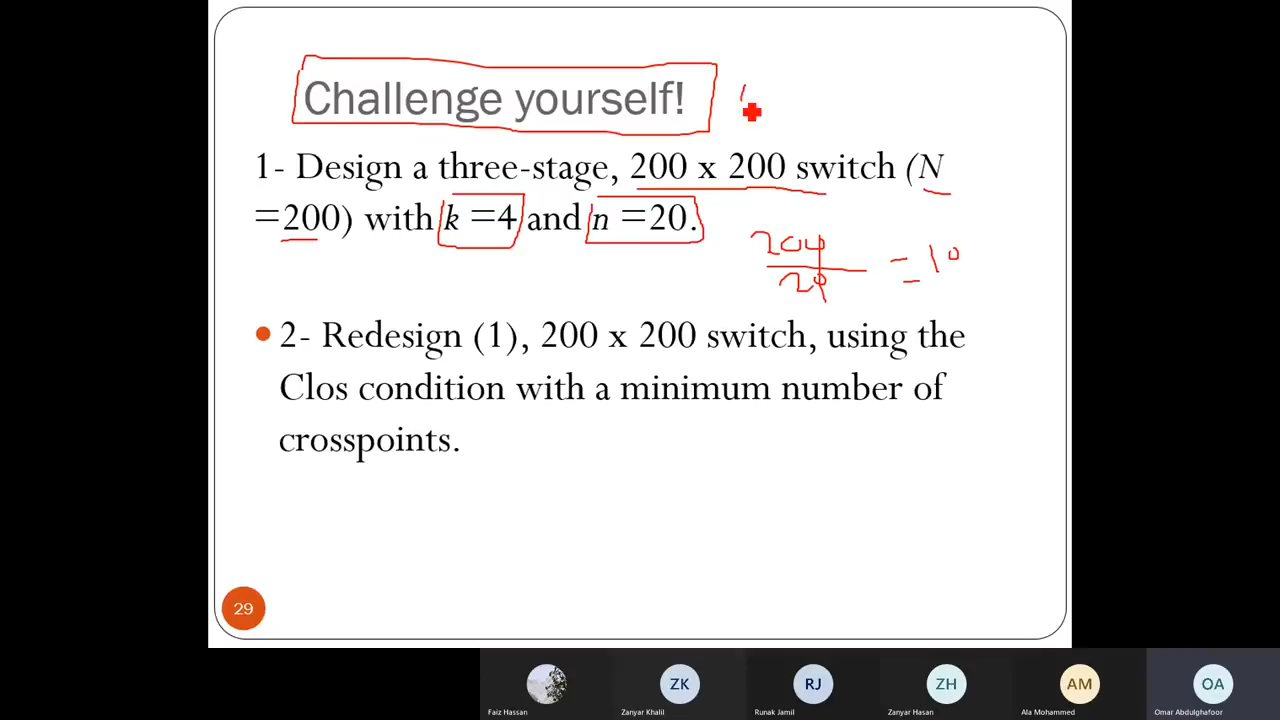 Challenge yourself!
1- Design a three-stage, 200 x 200 switch (N
=200) with k =4 and n =20.
200
20
=10
2- Redesign (1), 200 x 200 switch, using the
Clos condition with a minimum number of
crosspoints.
29
ZK
RJ
ZH
AM
OA
Faiz Hassan
Zanyar Khalil
Runak Jamil
Zanyar Hasan
Ala Mohammed
Omar Abdulghafoor